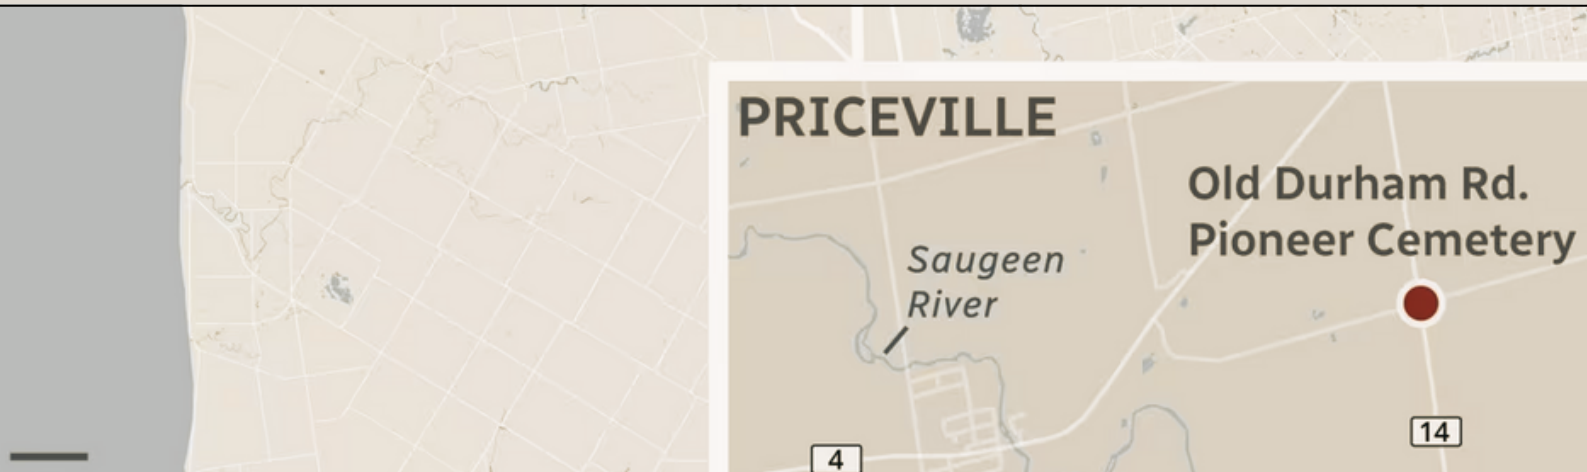 PRICEVILLE
Old Durham Rd.
Pioneer Cemetery
Saugeen
River
14
4